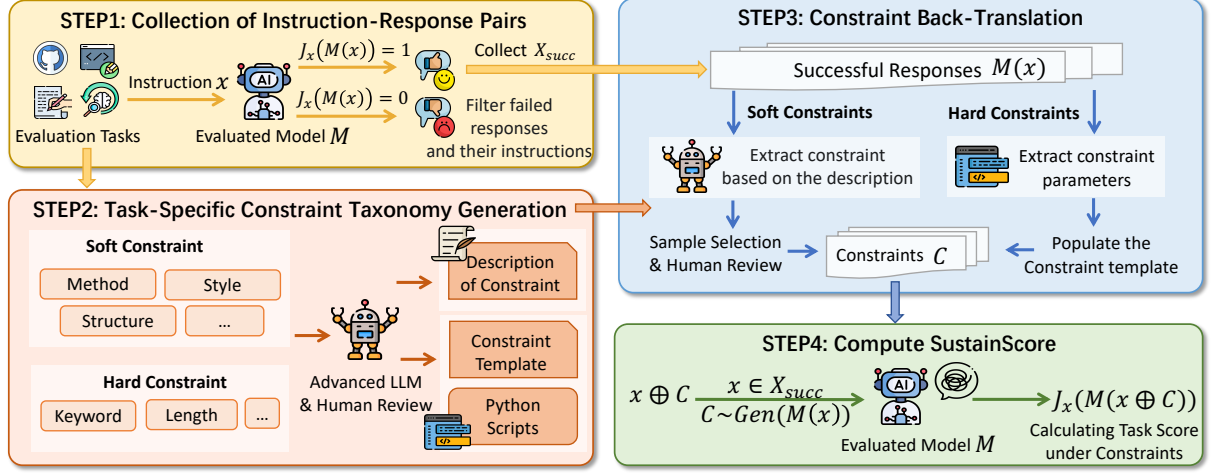 STEP1: Collection of Instruction-Response Pairs
Evaluation Tasks
Instruction x
AI
Evaluated Model M
J_x(M(x)) = 1
J_x(M(x)) = 0
Collect X_succ
Filter failed
responses
and their instructions
STEP2: Task-Specific Constraint Taxonomy Generation
Soft Constraint
Method
Style
Structure
...
Hard Constraint
Keyword
Length
...
Advanced LLM
& Human Review
Description
of Constraint
Constraint
Template
Python
Scripts
STEP3: Constraint Back-Translation
Successful Responses M(x)
Soft Constraints
Hard Constraints
Extract constraint
based on the description
Extract constraint
parameters
Sample Selection
& Human Review
Constraints C
Populate the
Constraint template
STEP4: Compute SustainScore
x ⊕ C
x ∈ X_succ
C~Gen(M(x))
AI
Evaluated Model M
J_x(M(x ⊕ C))
Calculating Task Score
under Constraints